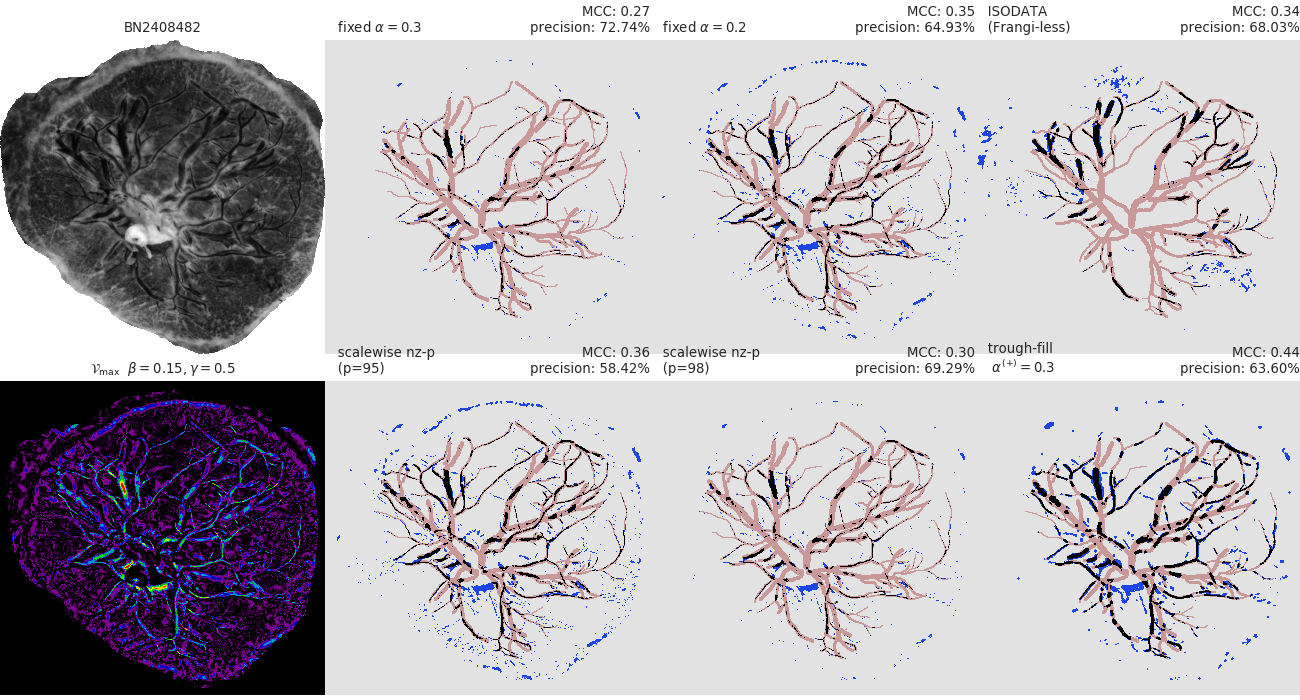 BN2408482
fixed α = 0.3
MCC: 0.27
precision: 72.74%
fixed α = 0.2
MCC: 0.35
precision: 64.93%
ISODATA
(Frangi-less)
MCC: 0.34
precision: 68.03%
𝒱max β = 0.15, γ = 0.5
scalewise nz-p
(p=95)
MCC: 0.36
precision: 58.42%
scalewise nz-p
(p=98)
MCC: 0.30
precision: 69.29%
trough-fill
α(+) = 0.3
MCC: 0.44
precision: 63.60%